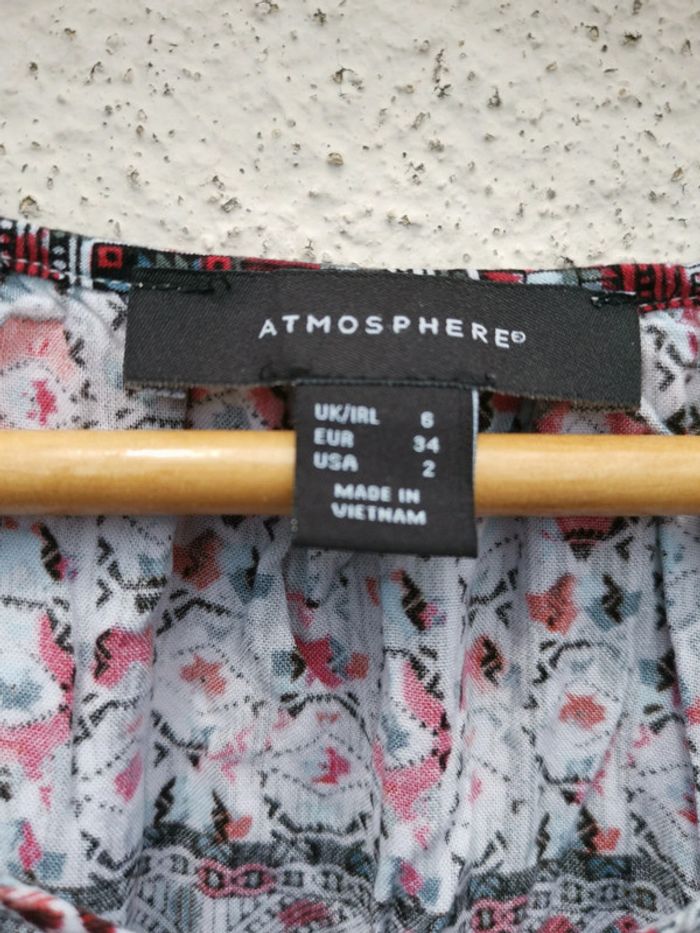 ATMOSPHERE®
UK/IRL 6
EUR 34
USA 2
MADE IN
VIETNAM